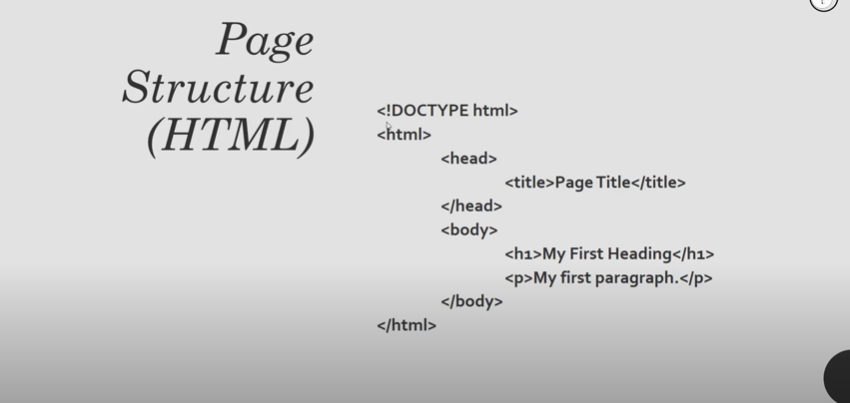 Page
Structure
(HTML)
<!DOCTYPE html>
<html>
<head>
<title>Page Title</title>
</head>
<body>
<h1>My First Heading</h1>
<p>My first paragraph.</p>
</body>
</html>